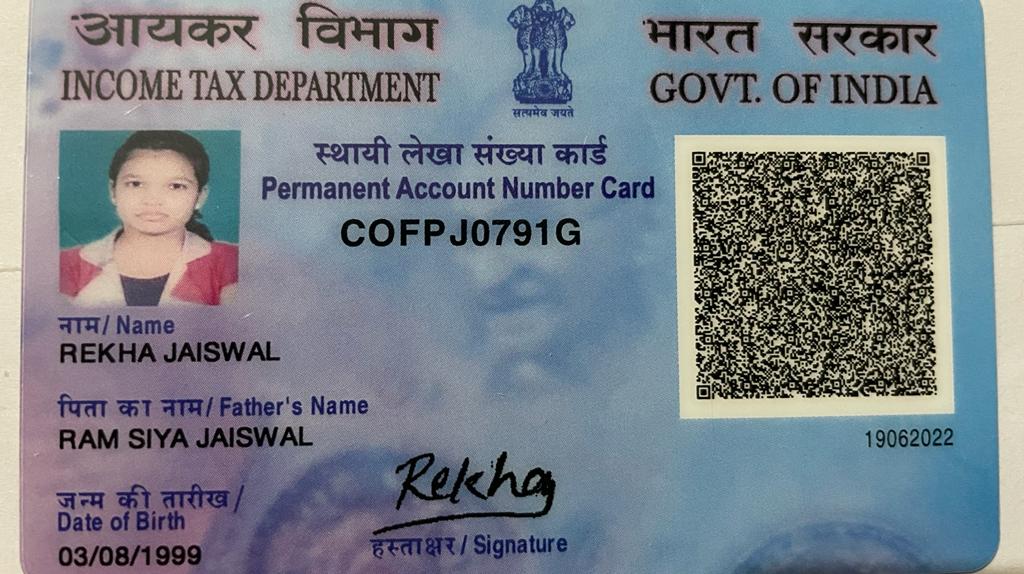 आयकर विभाग
INCOME TAX DEPARTMENT
भारत सरकार
GOVT. OF INDIA
सत्यमेव जयते
स्थायी लेखा संख्या कार्ड
Permanent Account Number Card
COFPJ0791G
नाम/ Name
REKHA JAISWAL
पिता का नाम/ Father's Name
RAM SIYA JAISWAL
19062022
जन्म की तारीख/
Date of Birth
03/08/1999
Rekha
हस्ताक्षर/ Signature